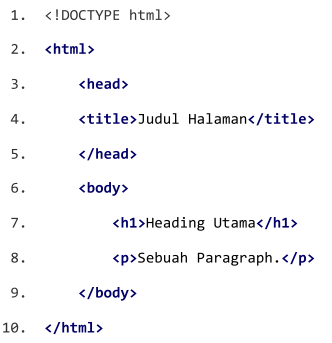 1. <!DOCTYPE html>
2. <html>
3. <head>
4. <title>Judul Halaman</title>
5. </head>
6. <body>
7. <h1>Heading Utama</h1>
8. <p>Sebuah Paragraph.</p>
9. </body>
10. </html>